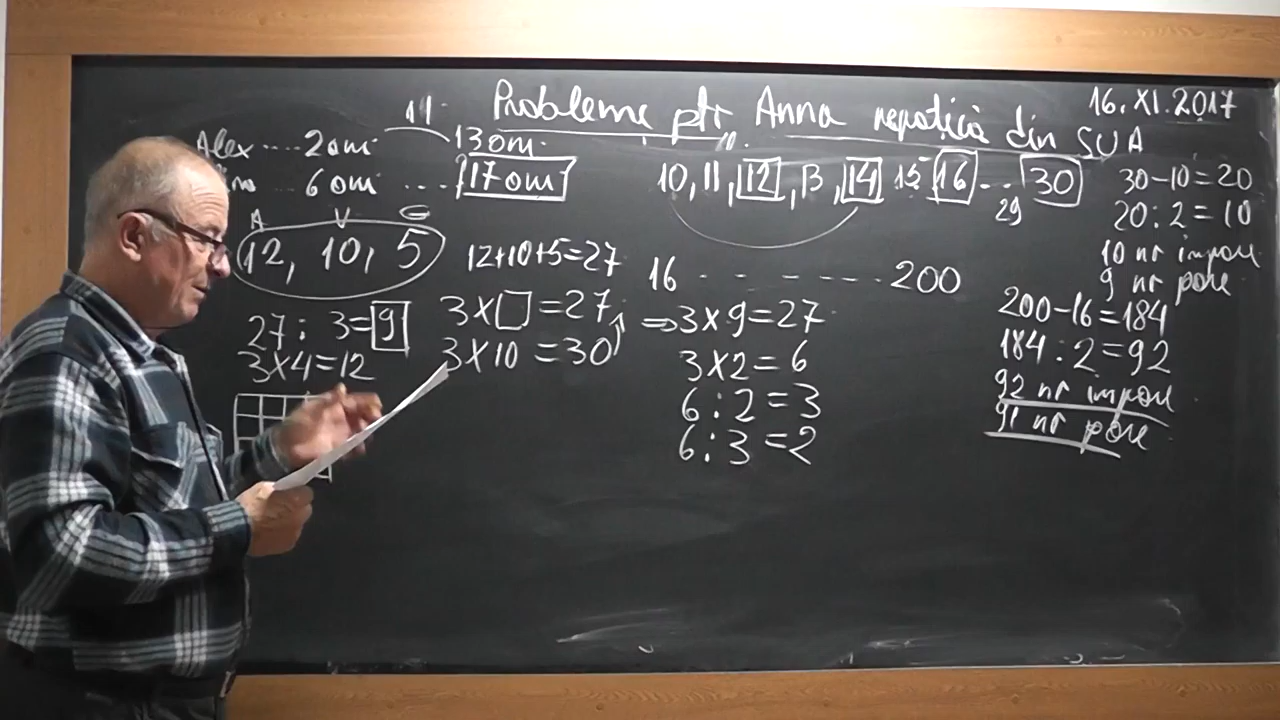 Probleme ptr Anna nepoțica din SUA
16.XI.2017
11
Alex .... 2 ani 13 ani
6 ani .... 17 ani
A V G
12, 10, 5
27 : 3 = 9
3 x 4 = 12
12+10+5=27
3 x □ = 27
3 x 10 = 30
10, 11, 12, 13, 14 15 16 .. 30
29
16 - - - - - - - 200
⇒ 3 x 9 = 27
3 x 2 = 6
6 : 2 = 3
6 : 3 = 2
30-10=20
20 : 2 = 10
10 nr impare
9 nr pare
200-16=184
184 : 2 = 92
92 nr impare
91 nr pare